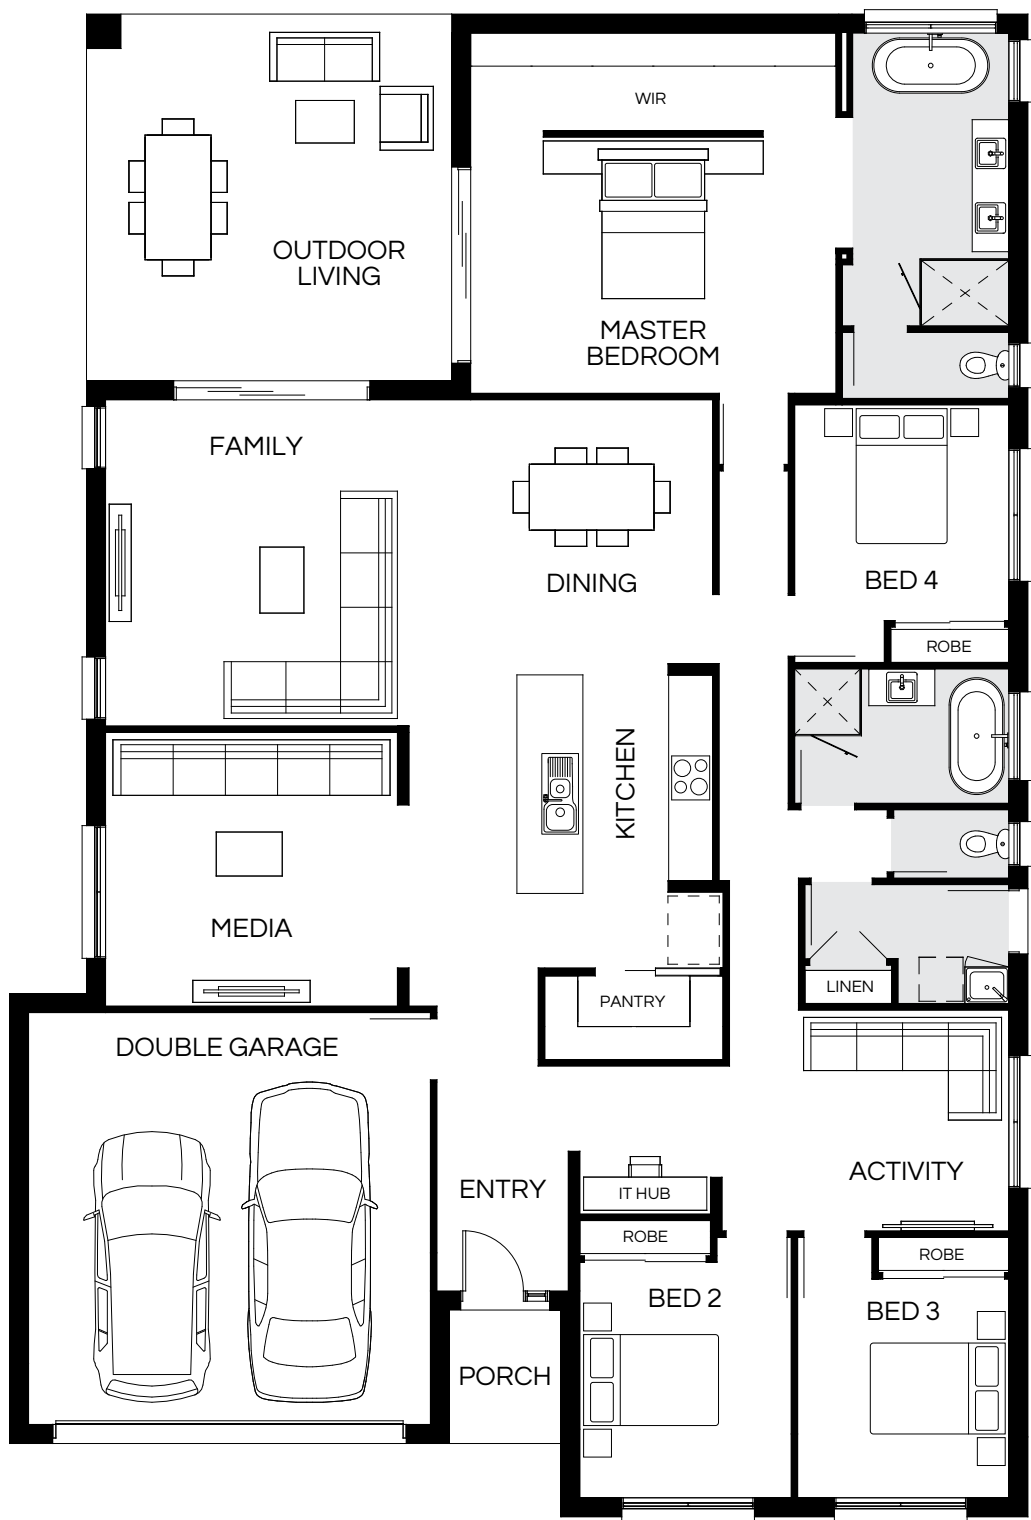 WIR
OUTDOOR
LIVING
MASTER
BEDROOM
FAMILY
DINING
BED 4
ROBE
KITCHEN
MEDIA
PANTRY
LINEN
DOUBLE GARAGE
ENTRY
IT HUB
ACTIVITY
ROBE
ROBE
BED 2
BED 3
PORCH